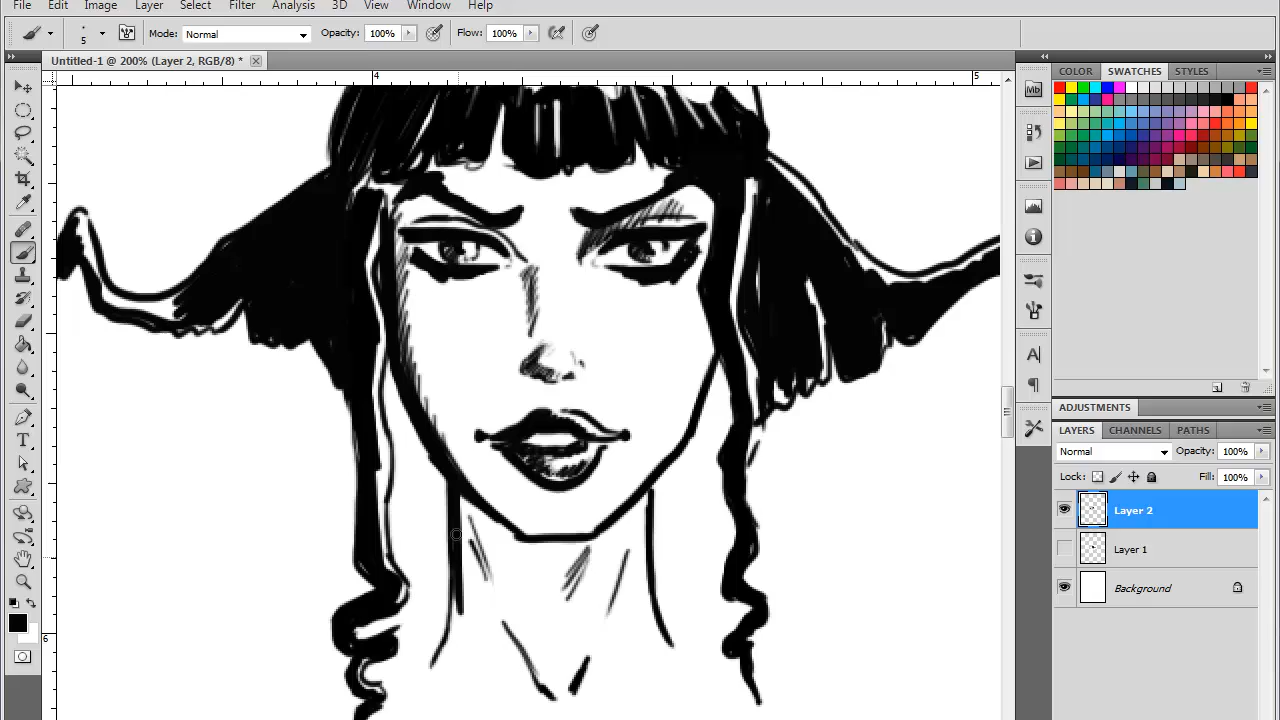 File Edit Image Layer Select Filter Analysis 3D View Window Help
5 Mode: Normal Opacity: 100% Flow: 100%
Untitled-1 @ 200% (Layer 2, RGB/8) *
4 5
6
COLOR SWATCHES STYLES
Mb
ADJUSTMENTS
LAYERS CHANNELS PATHS
Normal Opacity: 100%
Lock: Fill: 100%
Layer 2
Layer 1
Background